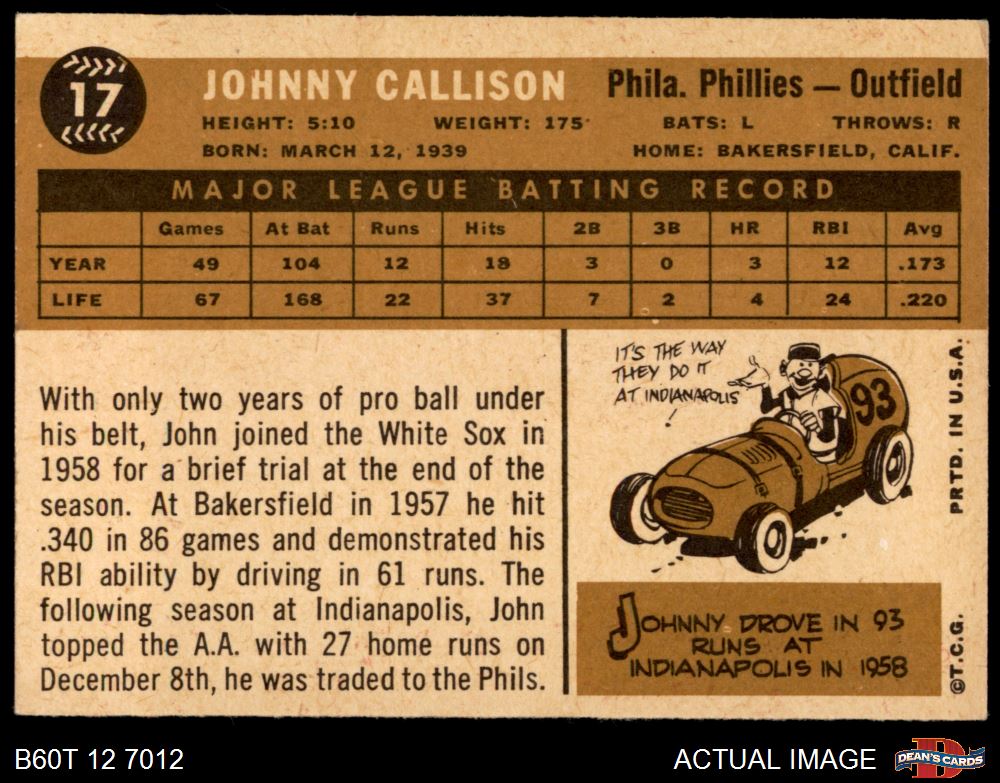 17
JOHNNY CALLISON Phila. Phillies — Outfield
HEIGHT: 5:10 WEIGHT: 175 BATS: L THROWS: R
BORN: MARCH 12, 1939 HOME: BAKERSFIELD, CALIF.
MAJOR LEAGUE BATTING RECORD
Games At Bat Runs Hits 2B 3B HR RBI Avg
YEAR 49 104 12 18 3 0 3 12 .173
LIFE 67 168 22 37 7 2 4 24 .220
With only two years of pro ball under
his belt, John joined the White Sox in
1958 for a brief trial at the end of the
season. At Bakersfield in 1957 he hit
.340 in 86 games and demonstrated his
RBI ability by driving in 61 runs. The
following season at Indianapolis, John
topped the A.A. with 27 home runs on
December 8th, he was traded to the Phils.
IT'S THE WAY
THEY DO IT
AT INDIANAPOLIS
!
93
JOHNNY DROVE IN 93
RUNS AT
INDIANAPOLIS IN 1958
©T.C.G. PRTD. IN U.S.A.
B60T 12 7012 ACTUAL IMAGE
D
DEAN'S CARDS